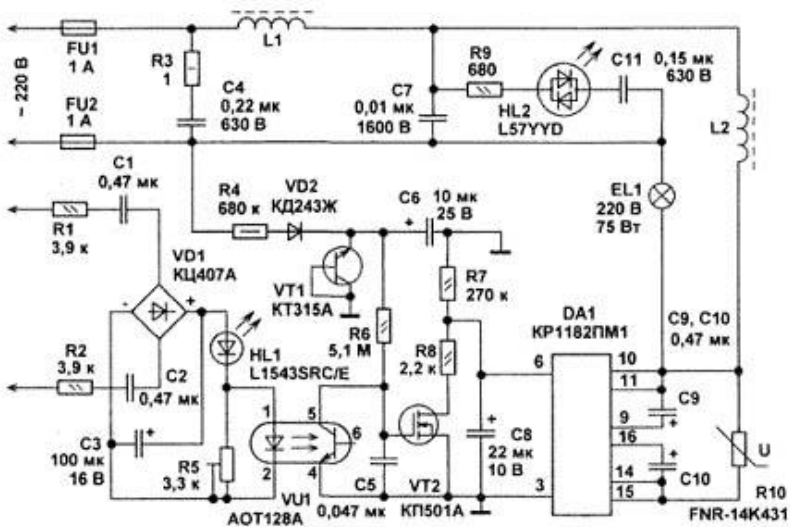 FU1
1 А
L1
R3
1
R9
680
C11
0,15 мк
630 В
~ 220 В
FU2
1 А
C4
0,22 мк
630 В
C7
0,01 мк
1600 В
HL2
L57YYD
L2
C1
0,47 мк
R4
680 к
VD2
КД243Ж
C6
10 мк
25 В
+
EL1
220 В
75 Вт
R1
3,9 к
VD1
КЦ407А
VT1
КТ315А
R7
270 к
DA1
КР1182ПМ1
C9, C10
0,47 мк
-
+
HL1
L1543SRC/E
R6
5,1 М
R8
2,2 к
6
10
11
R2
3,9 к
C2
0,47 мк
1
5
6
9
C9
+
C3
100 мк
16 В
+
2
4
R5
3,3 к
C8
22 мк
10 В
+
16
+
C10
14
15
3
U
R10
FNR-14K431
VU1
АОТ128А
C5
0,047 мк
VT2
КП501А